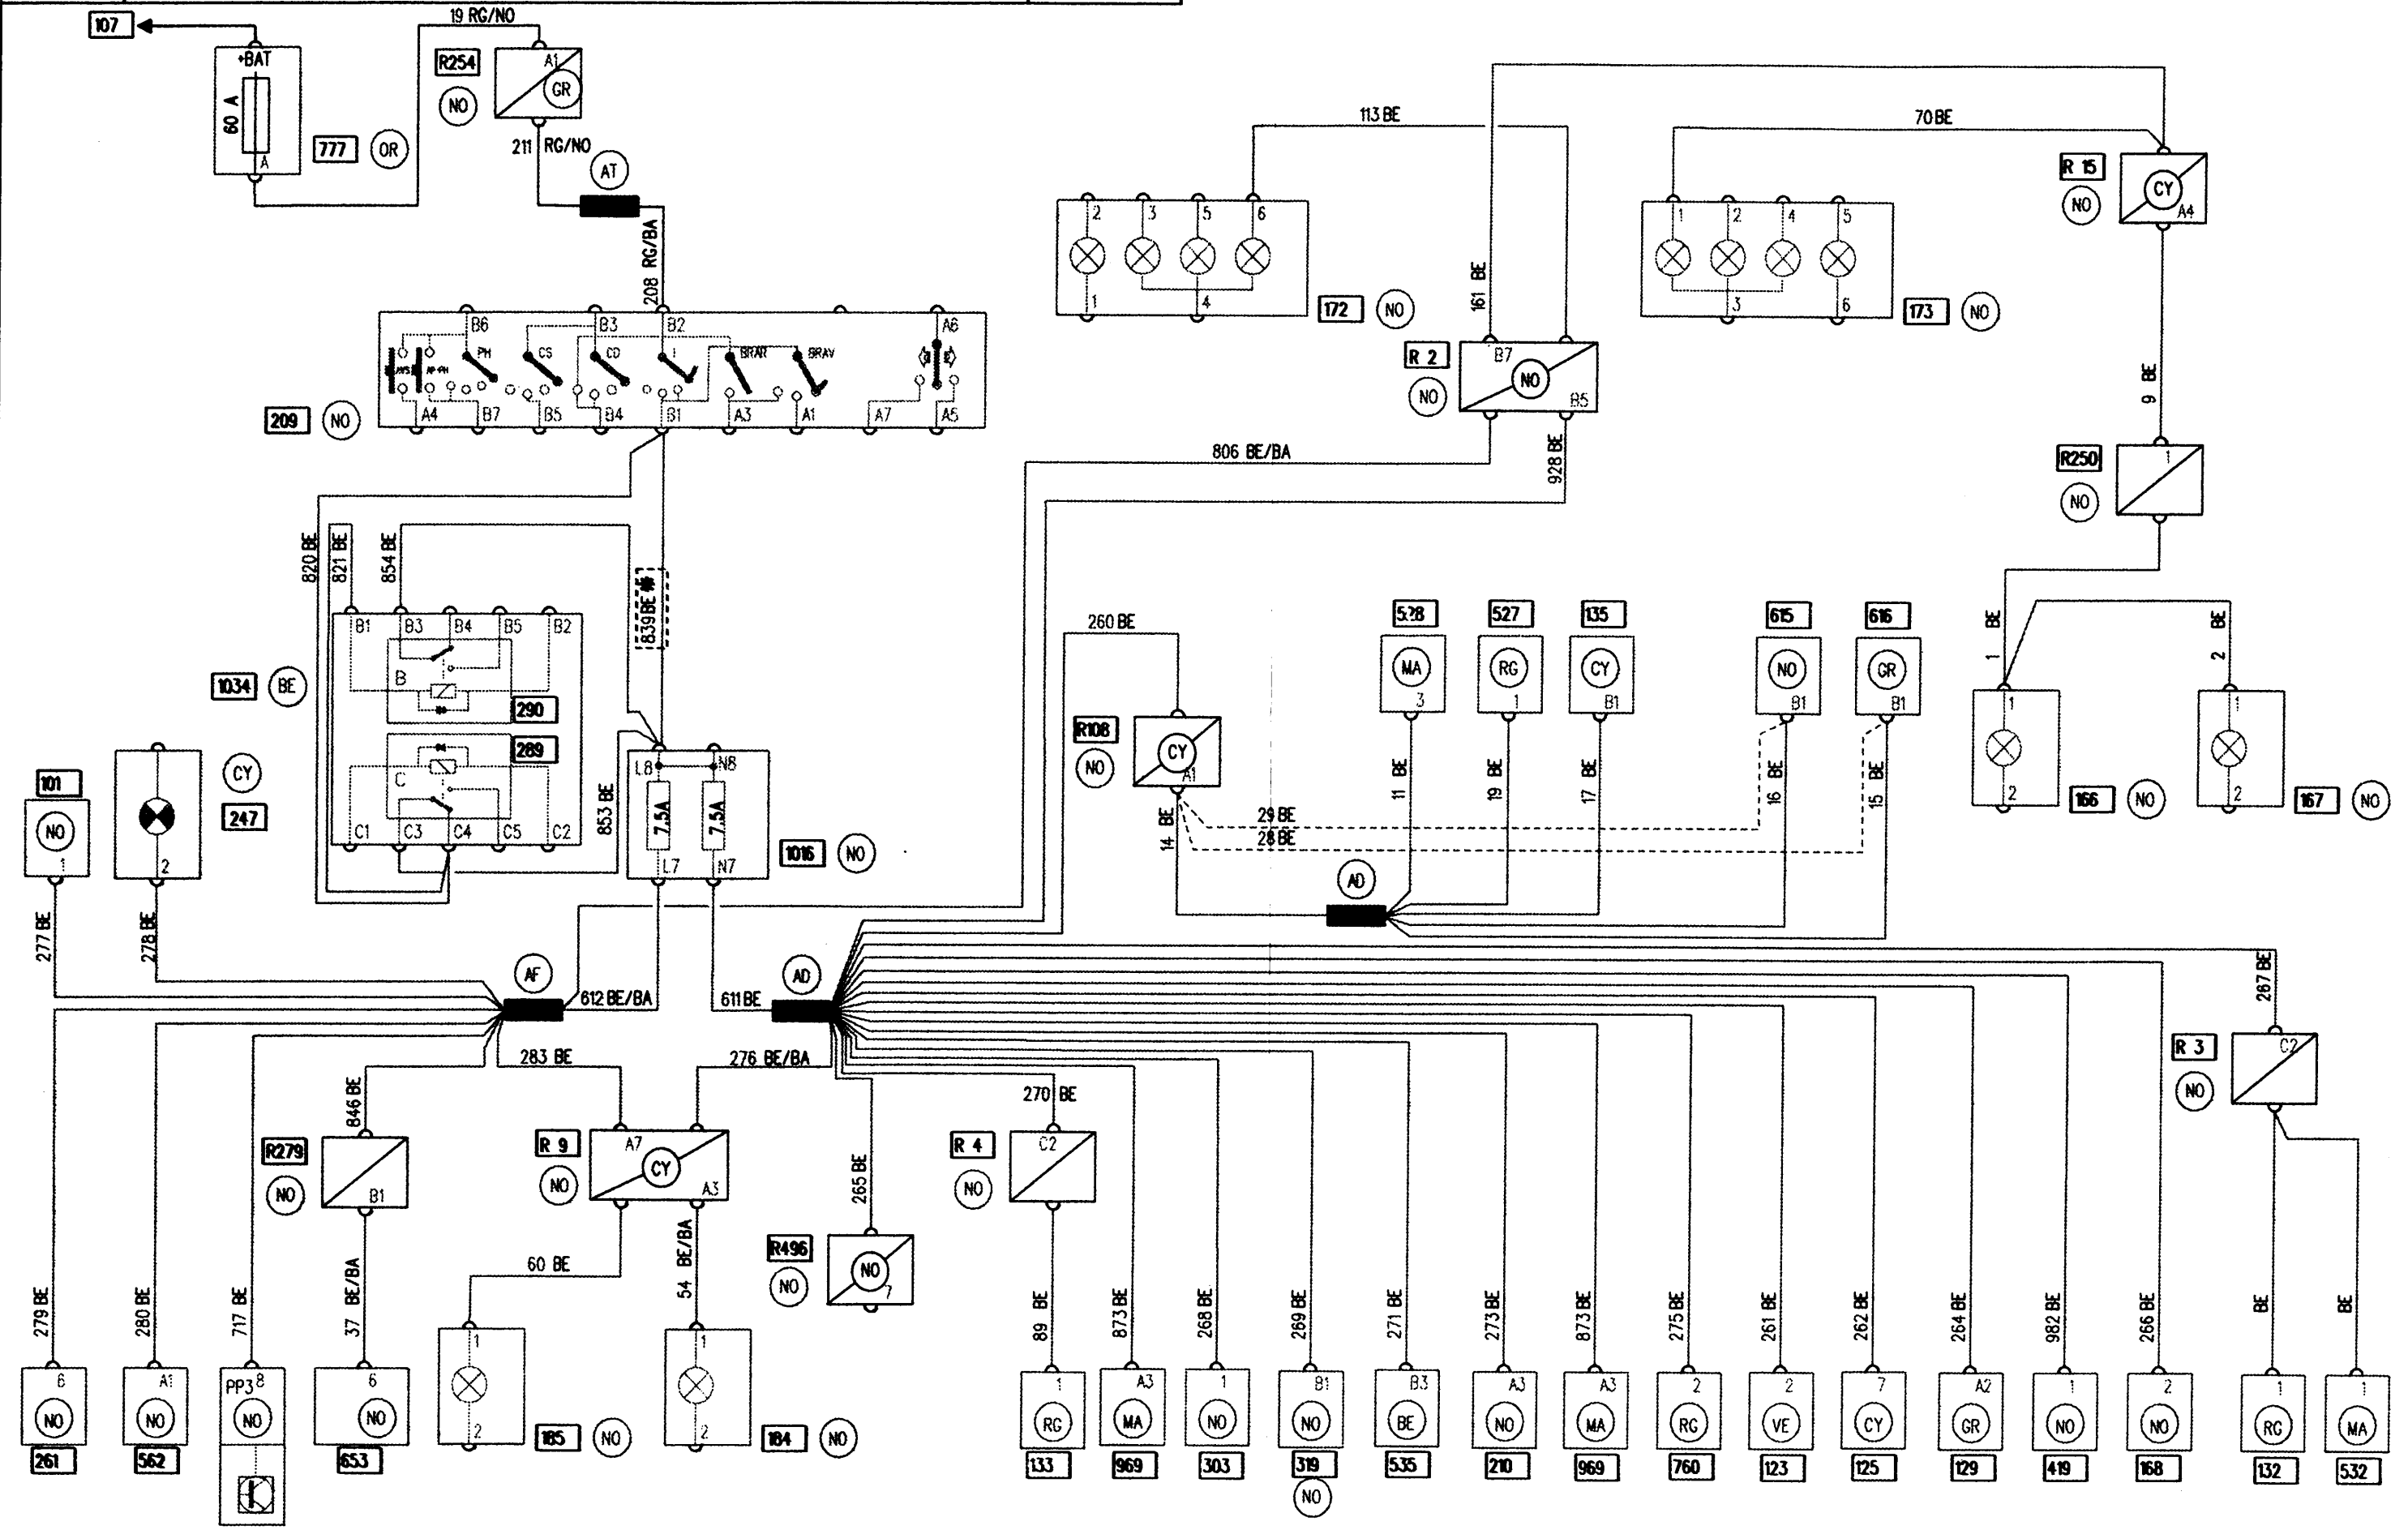 107
19 RG/NO
+BAT
60 A
A
777
OR
R254
NO
A1
GR
211 RG/NO
AT
208 RG/BA
113 BE
70 BE
R 15
NO
CY
A4
2
3
5
6
1
4
172
NO
1
2
4
5
3
6
173
NO
161 BE
9 BE
B6
B3
B2
A6
PH
CS
CD
I
BRAR
BRAV
AP-PH
A4
B7
B5
B4
B1
A3
A1
A7
A5
209
NO
R 2
NO
B7
NO
B5
806 BE/BA
928 BE
R250
NO
1
820 BE
821 BE
854 BE
839 BE
B1
B3
B4
B5
B2
B
290
289
C
C1
C3
C4
C5
C2
1034
BE
853 BE
L8
N8
7.5A
7.5A
L7
N7
1016
NO
101
NO
1
CY
247
2
277 BE
278 BE
260 BE
R108
NO
CY
A1
14 BE
29 BE
28 BE
528
MA
3
11 BE
527
RG
1
19 BE
135
CY
B1
17 BE
615
NO
B1
16 BE
616
GR
B1
15 BE
AD
1 BE
2 BE
1
2
166
NO
1
2
167
NO
AF
612 BE/BA
611 BE
AD
283 BE
276 BE/BA
846 BE
R279
NO
B1
37 BE/BA
R 9
NO
A7
CY
A3
60 BE
54 BE/BA
265 BE
R496
NO
NO
7
270 BE
R 4
NO
C2
267 BE
R 3
NO
C2
279 BE
280 BE
717 BE
89 BE
873 BE
268 BE
269 BE
271 BE
273 BE
873 BE
275 BE
261 BE
262 BE
264 BE
982 BE
266 BE
BE
BE
6
NO
261
A1
NO
562
PP3
8
NO
6
NO
653
1
2
185
NO
1
2
184
NO
1
RG
133
A3
MA
969
1
NO
303
B1
NO
319
NO
B3
BE
535
A3
NO
210
A3
MA
969
2
RG
760
2
VE
123
7
CY
125
A2
GR
129
1
NO
419
2
NO
168
1
RG
132
1
MA
532